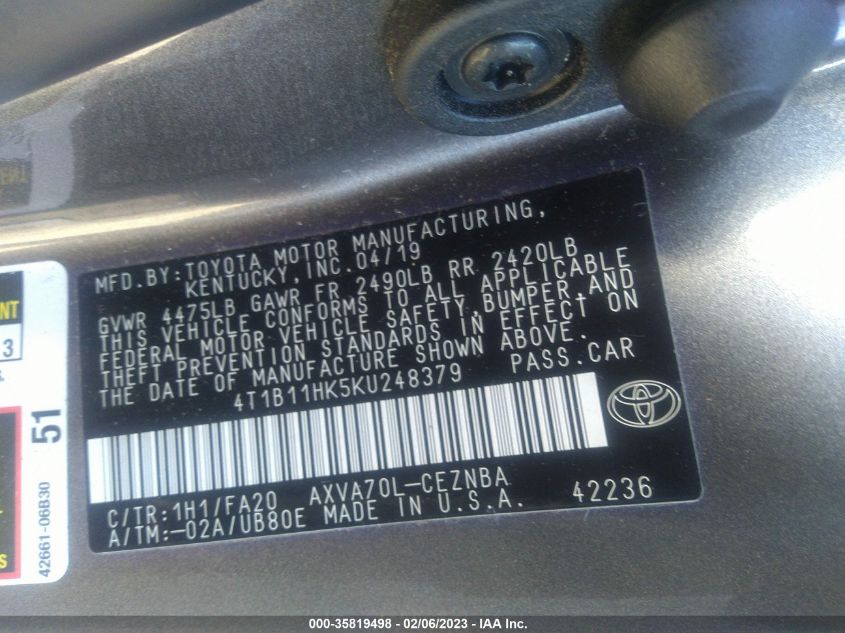 MFD. BY: TOYOTA MOTOR MANUFACTURING,
KENTUCKY, INC. 04/19
GVWR 4475LB GAWR FR 2490LB RR 2420LB
THIS VEHICLE CONFORMS TO ALL APPLICABLE
FEDERAL MOTOR VEHICLE SAFETY, BUMPER, AND
THEFT PREVENTION STANDARDS IN EFFECT ON
THE DATE OF MANUFACTURE SHOWN ABOVE.
4T1B11HK5KU248379 PASS. CAR
C/TR: 1H1/FA20 AXVA70L-CEZNBA
A/TM: -02A/UB80E MADE IN U.S.A. 42236
51
42661-06B30
000-35819498 - 02/06/2023 - IAA Inc.